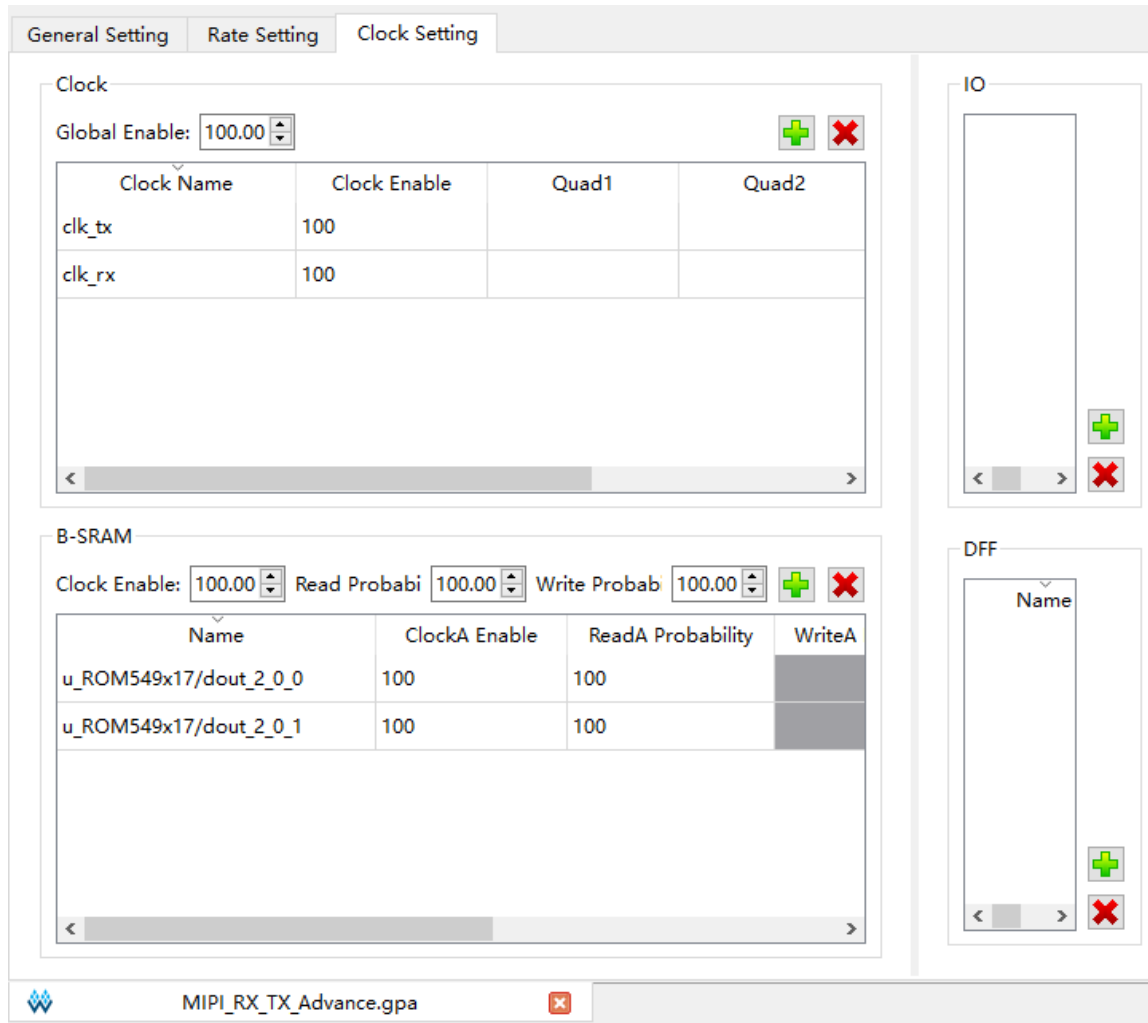 General Setting Rate Setting Clock Setting
Clock
Global Enable: 100.00
Clock Name Clock Enable Quad1 Quad2
clk_tx 100
clk_rx 100
IO
B-SRAM
Clock Enable: 100.00 Read Probabi 100.00 Write Probab 100.00
Name ClockA Enable ReadA Probability WriteA
u_ROM549x17/dout_2_0_0 100 100
u_ROM549x17/dout_2_0_1 100 100
DFF
Name
MIPI_RX_TX_Advance.gpa